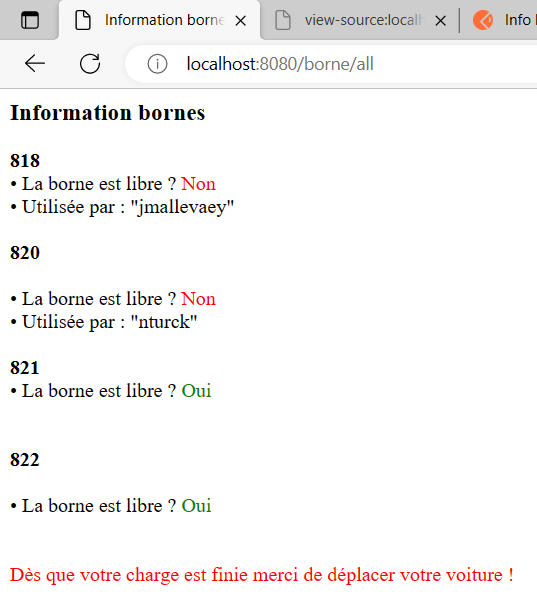 Information borne
view-source:local
Info
localhost:8080/borne/all
Information bornes
818
• La borne est libre ? Non
• Utilisée par : "jmallevaey"
820
• La borne est libre ? Non
• Utilisée par : "nturck"
821
• La borne est libre ? Oui
822
• La borne est libre ? Oui
Dès que votre charge est finie merci de déplacer votre voiture !